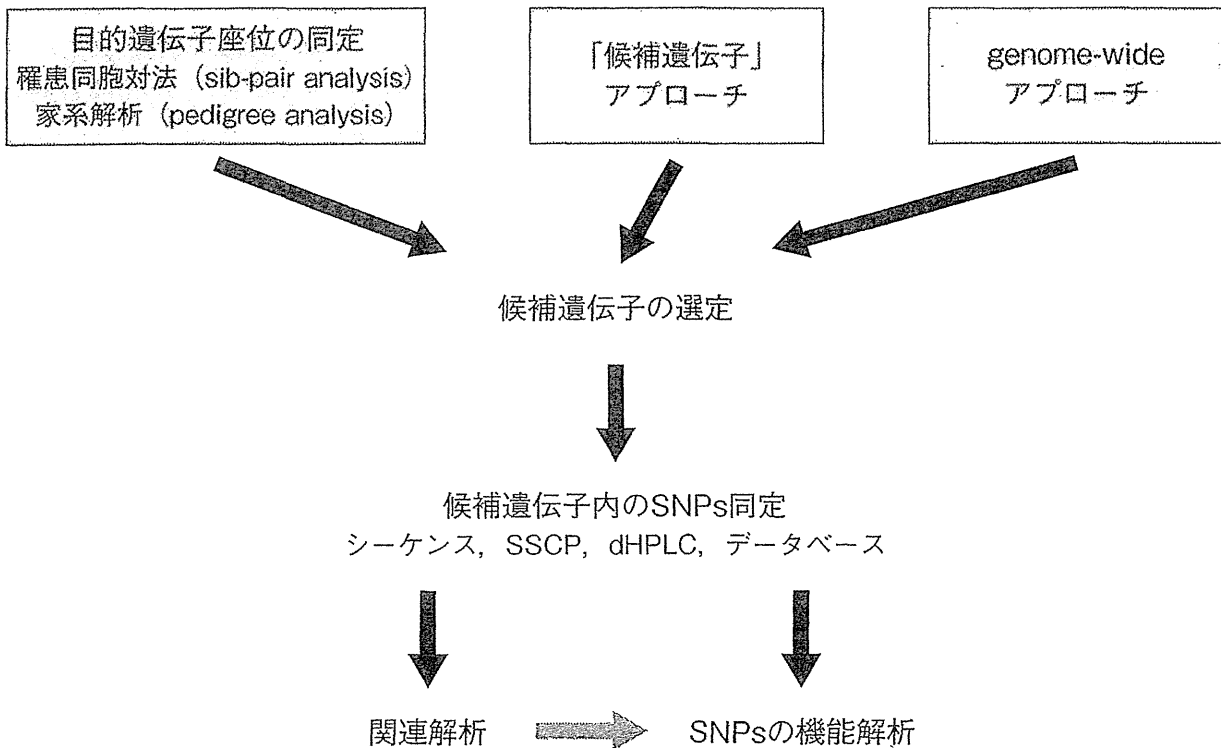 目的遺伝子座位の同定
罹患同胞対法（sib-pair analysis）
家系解析（pedigree analysis）
「候補遺伝子」
アプローチ
genome-wide
アプローチ
候補遺伝子の選定
候補遺伝子内のSNPs同定
シーケンス，SSCP，dHPLC，データベース
関連解析
SNPsの機能解析